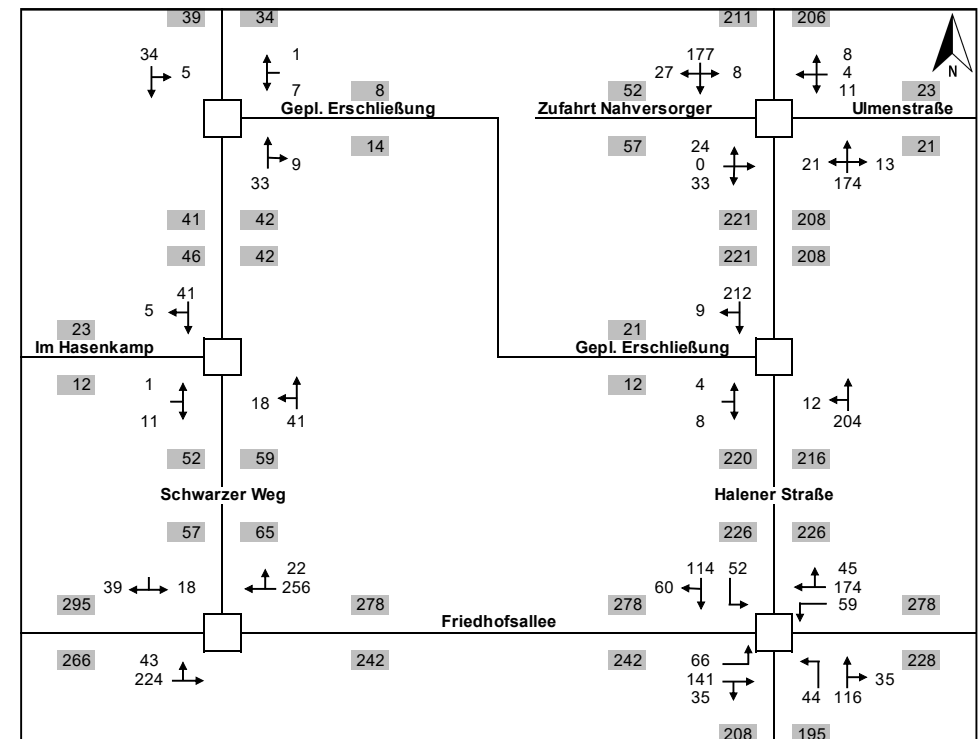 39 34 211 206
34 5 1 177 8
27 8 4
7 11
8 52 23
Gepl. Erschließung Zufahrt Nahversorger Ulmenstraße
N
14 57 21
9 24
33 0 21 13
33 174
41 42 221 208
46 42 221 208
41 212
5 9
23 21
Im Hasenkamp Gepl. Erschließung
12 1 12 4
18 12
11 41 8 204
52 59 220 216
Schwarzer Weg Halener Straße
57 65 226 226
22 114 52 45
39 18 256 60 174
295 278 278 59 278
Friedhofsallee
266 43 242 242 66 228
224 141 35
35 44 116
208 195